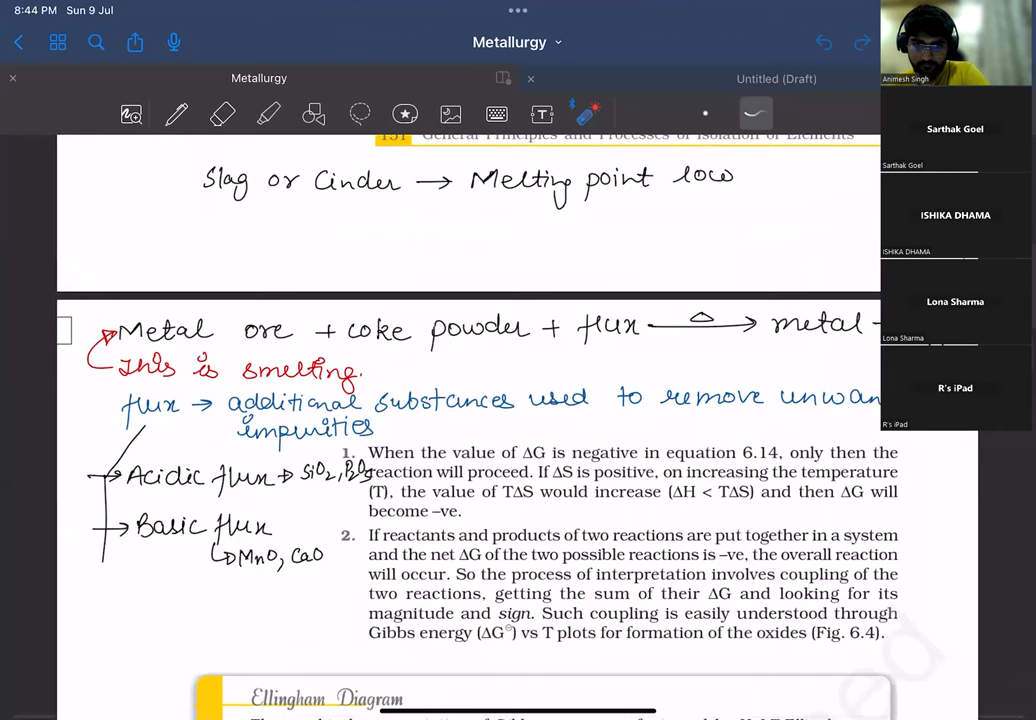 8:44 PM Sun 9 Jul
Metallurgy
Metallurgy
Untitled (Draft)
Animesh Singh
Sarthak Goel
Sarthak Goel
ISHIKA DHAMA
ISHIKA DHAMA
Lona Sharma
Lona Sharma
R's iPad
R's iPad
151 General Principles and Processes of Isolation of Elements
Slag or Cinder → Melting point low
Metal ore + coke powder + flux —△→ metal
This is smelting.
flux → additional substances used to remove unwan
impurities
Acidic flux → SiO2, P2O5
Basic flux
↳ MnO, CaO
1. When the value of ΔG is negative in equation 6.14, only then the
reaction will proceed. If ΔS is positive, on increasing the temperature
(T), the value of TΔS would increase (ΔH < TΔS) and then ΔG will
become –ve.
2. If reactants and products of two reactions are put together in a system
and the net ΔG of the two possible reactions is –ve, the overall reaction
will occur. So the process of interpretation involves coupling of the
two reactions, getting the sum of their ΔG and looking for its
magnitude and sign. Such coupling is easily understood through
Gibbs energy (ΔG⊖) vs T plots for formation of the oxides (Fig. 6.4).
Ellingham Diagram